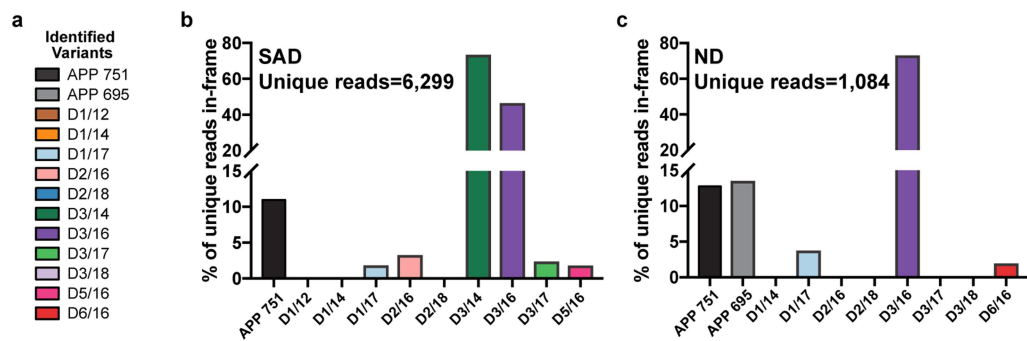 a
Identified
Variants
APP 751
APP 695
D1/12
D1/14
D1/17
D2/16
D2/18
D3/14
D3/16
D3/17
D3/18
D5/16
D6/16
b
SAD
Unique reads=6,299
% of unique reads in-frame
80
60
40
20
15
10
5
0
APP 751
D1/12
D1/14
D1/17
D2/16
D2/18
D3/14
D3/16
D3/17
D5/16
c
ND
Unique reads=1,084
% of unique reads in-frame
80
60
40
20
15
10
5
0
APP 751
APP 695
D1/14
D1/17
D2/16
D2/18
D3/16
D3/17
D3/18
D6/16